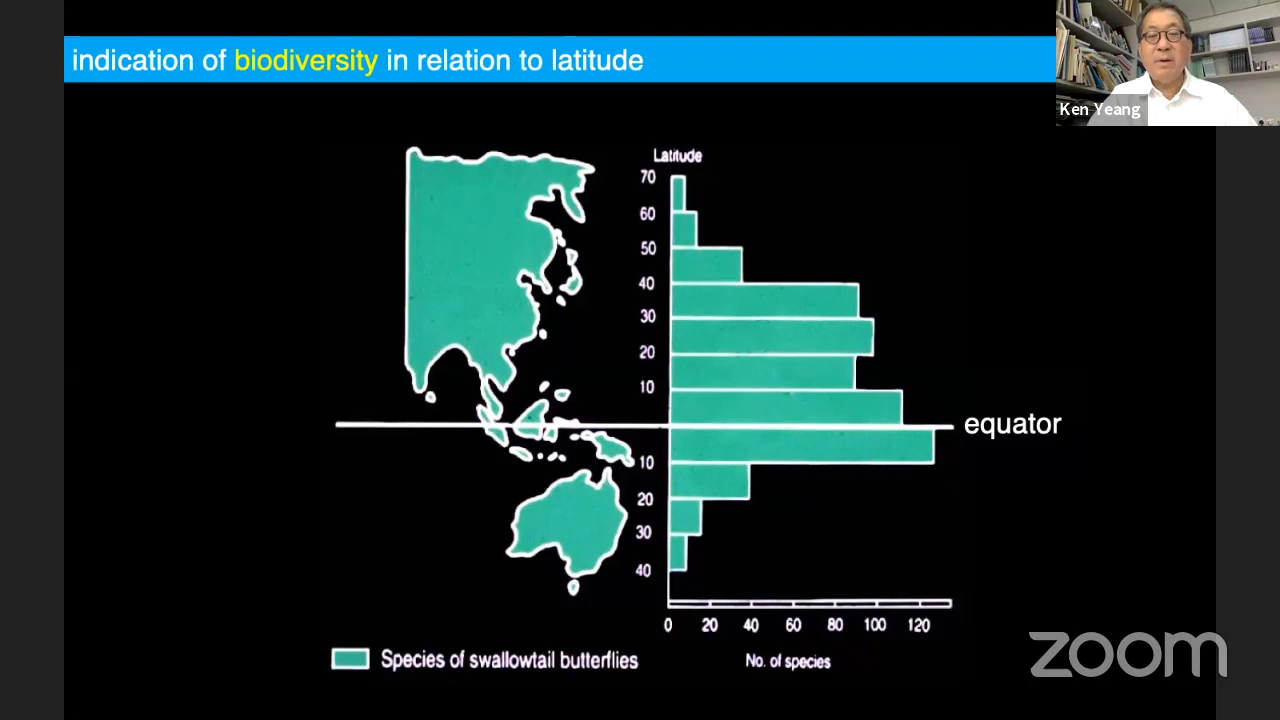 indication of biodiversity in relation to latitude
Ken Yeang
Latitude
70
60
50
40
30
20
10
equator
10
20
30
40
0 20 40 60 80 100 120
Species of swallowtail butterflies
No. of species
zoom